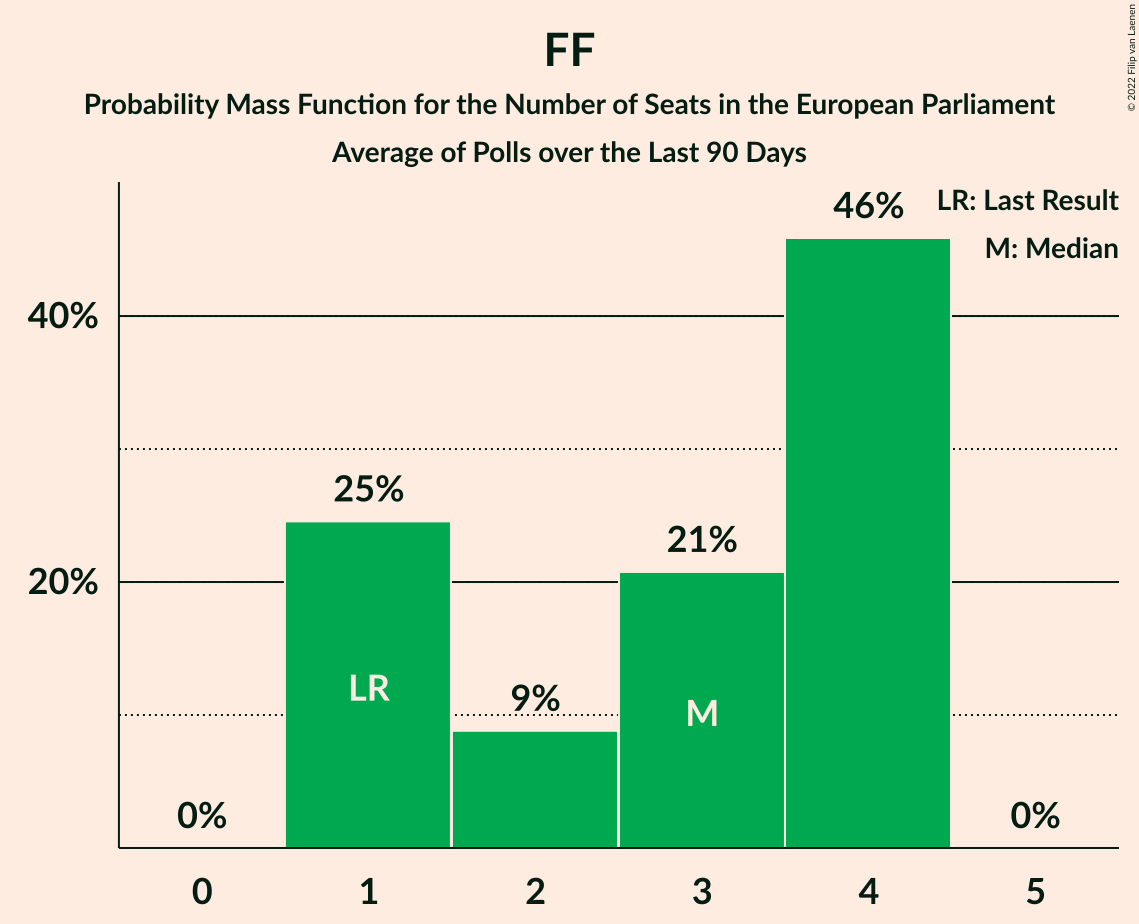 FF
Probability Mass Function for the Number of Seats in the European Parliament
Average of Polls over the Last 90 Days
© 2022 Filip van Laenen
LR: Last Result
M: Median
46%
40%
25%
21%
20%
LR
9%
M
0%
0%
0 1 2 3 4 5